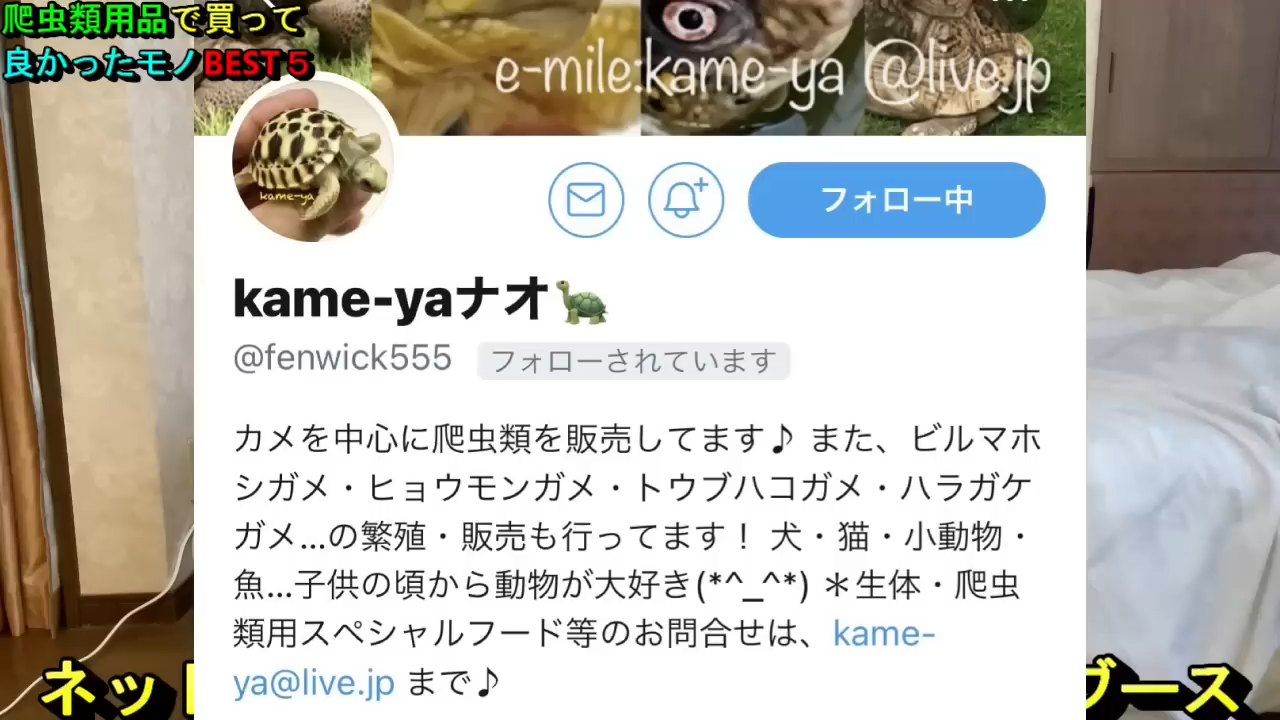 爬虫類用品で買って
良かったモノBEST５
e-mile:kame-ya @live.jp
kame-ya
フォロー中
kame-yaナオ🐢
@fenwick555 フォローされています
カメを中心に爬虫類を販売してます♪ また、ビルマホ
シガメ・ヒョウモンガメ・トウブハコガメ・ハラガケ
ガメ...の繁殖・販売も行ってます！ 犬・猫・小動物・
魚...子供の頃から動物が大好き(*^_^*) ＊生体・爬虫
類用スペシャルフード等のお問合せは、kame-
ya@live.jp まで♪
ネット
ブース